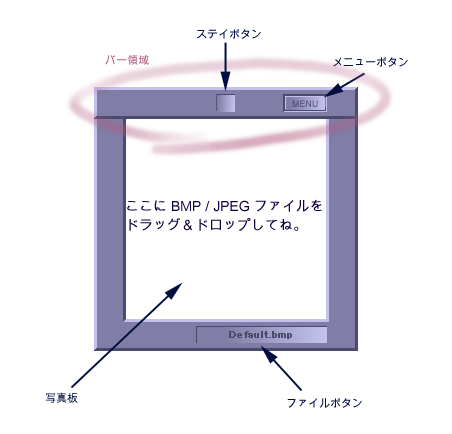 ステイボタン
バー領域
メニューボタン
MENU
ここに BMP / JPEG ファイルを
ドラッグ & ドロップしてね。
Default.bmp
写真板
ファイルボタン